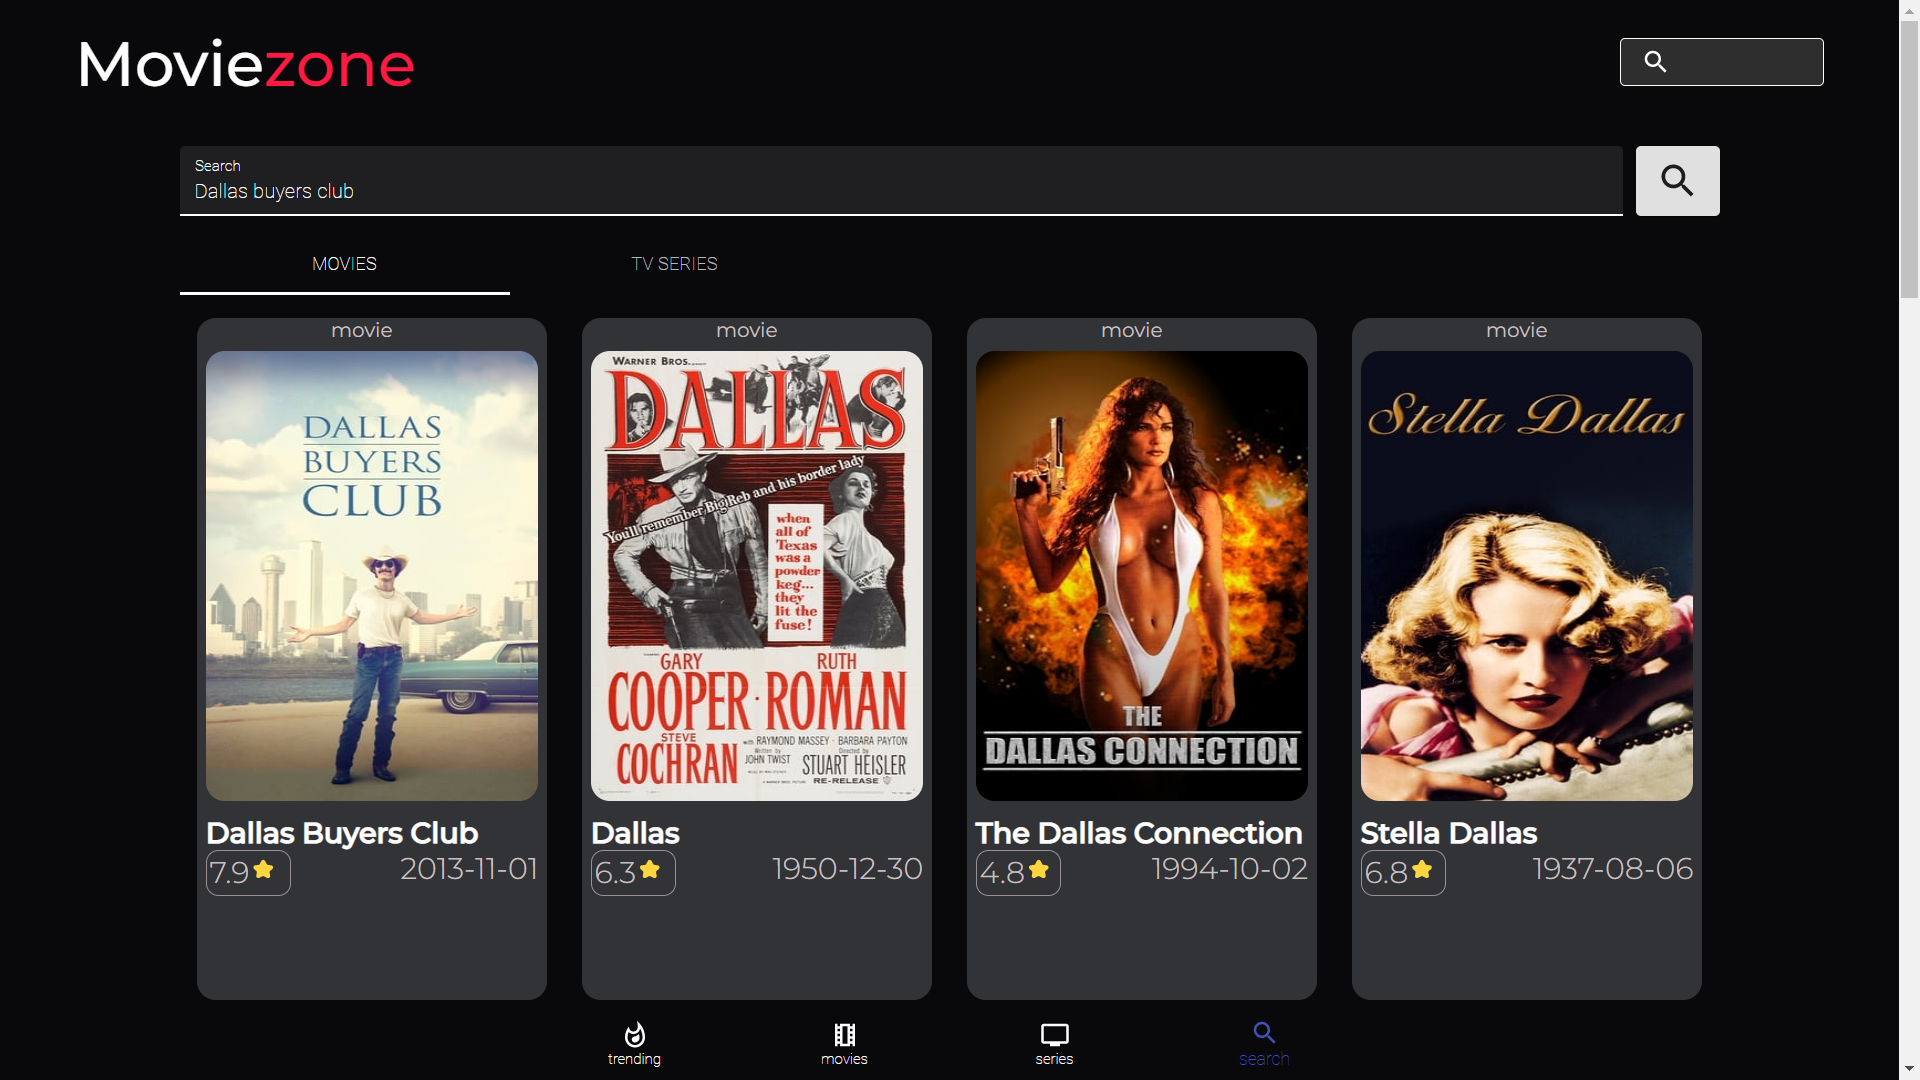 Moviezone
Search
Dallas buyers club
MOVIES
TV SERIES
movie
movie
movie
movie
DALLAS
BUYERS
CLUB
WARNER BROS.
DALLAS
You'll remember Big Reb and his border lady
when
all of
Texas
was a
powder
keg...
they
lit the
fuse!
GARY
COOPER
RUTH
ROMAN
STEVE
COCHRAN
with RAYMOND MASSEY · BARBARA PAYTON
Written by
JOHN TWIST
Directed by
STUART HEISLER
RE-RELEASE
THE
DALLAS CONNECTION
Stella Dallas
Dallas Buyers Club
7.9
2013-11-01
Dallas
6.3
1950-12-30
The Dallas Connection
4.8
1994-10-02
Stella Dallas
6.8
1937-08-06
trending
movies
series
search